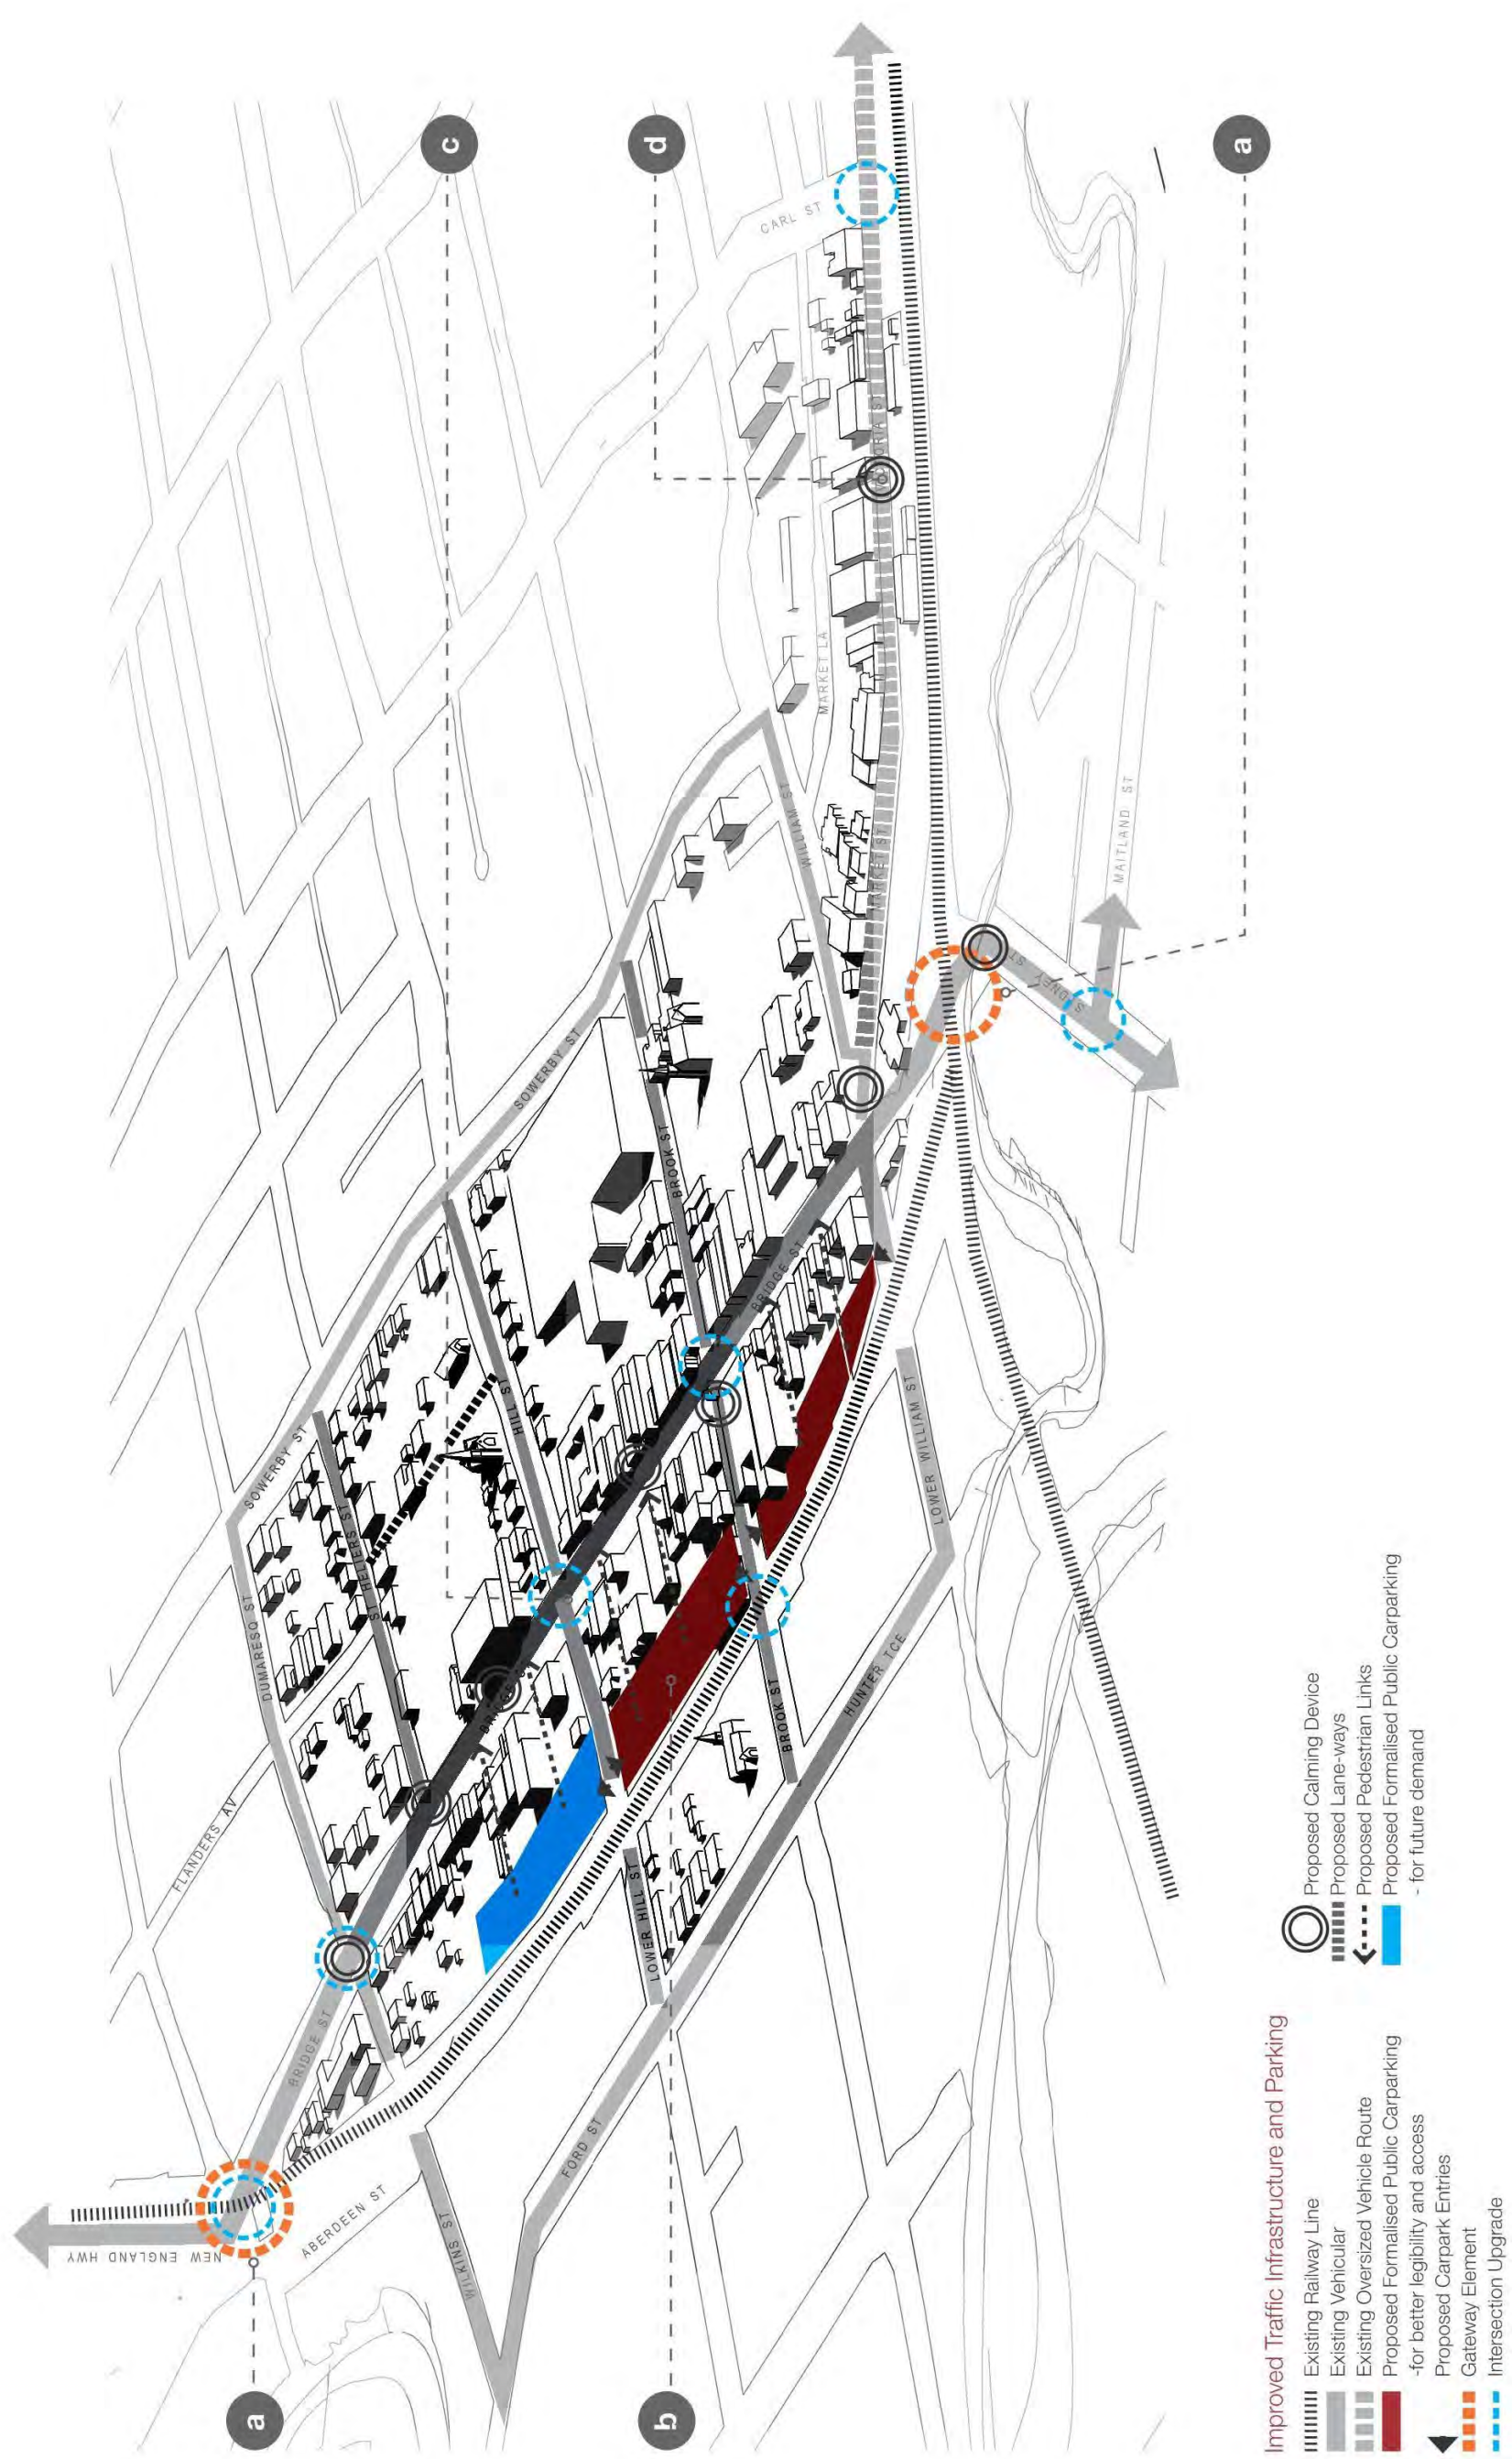 NEW ENGLAND HWY
a
ABERDEEN ST
BRIDGE ST
FLANDERS AV
WILKINS ST
FORD ST
b
LOWER HILL ST
DUMARESQ ST
ST HELIERS ST
SOWERBY ST
HILL ST
BROOK ST
HUNTER TCE
LOWER WILLIAM ST
BRIDGE ST
BROOK ST
SOWERBY ST
WILLIAM ST
MARKET ST
MARKET LA
SYDNEY ST
MAITLAND ST
CARL ST
c
d
a
Improved Traffic Infrastructure and Parking
Existing Railway Line
Existing Vehicular
Existing Oversized Vehicle Route
Proposed Formalised Public Carparking
-for better legibility and access
Proposed Carpark Entries
Gateway Element
Intersection Upgrade
Proposed Calming Device
Proposed Lane-ways
Proposed Pedestrian Links
Proposed Formalised Public Carparking
- for future demand